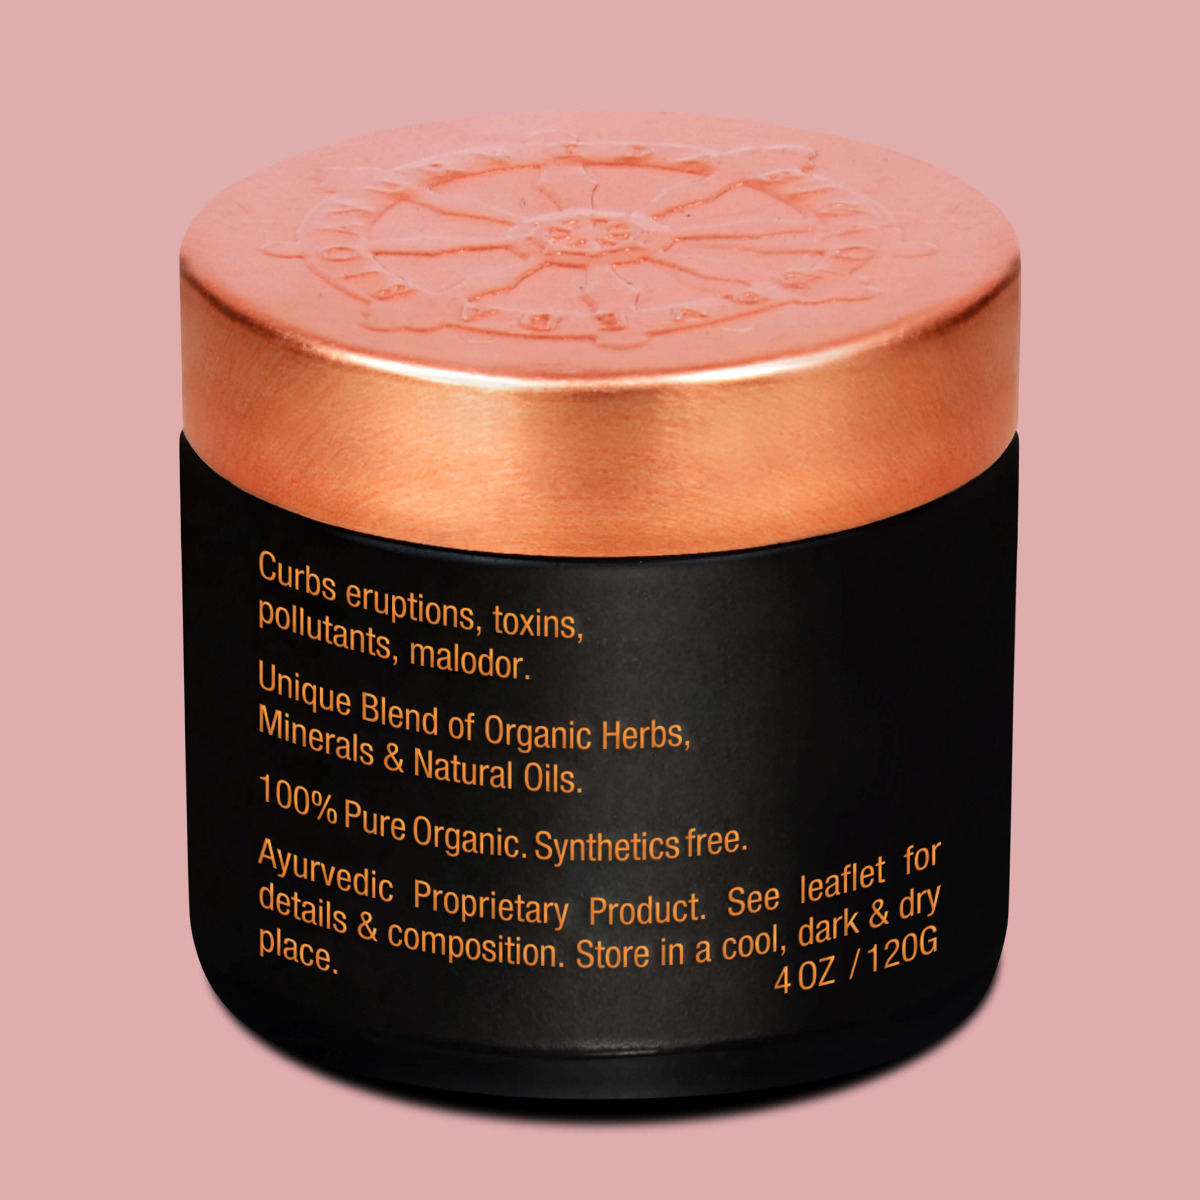 Curbs eruptions, toxins,
pollutants, malodor.
Unique Blend of Organic Herbs,
Minerals & Natural Oils.
100% Pure Organic. Synthetics free.
Ayurvedic Proprietary Product. See leaflet for
details & composition. Store in a cool, dark & dry
place.
4 OZ / 120G